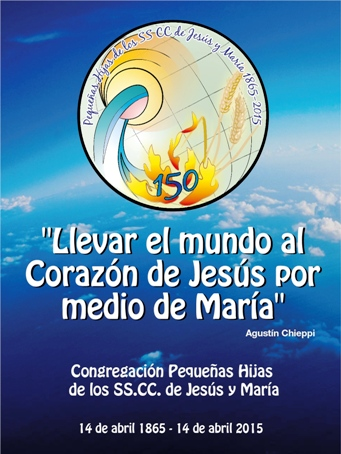 Pequeñas Hijas de los SS·CC de Jesús y María 1865-2015
150
"Llevar el mundo al
Corazón de Jesús por
medio de María"
Agustín Chieppi
Congregación Pequeñas Hijas
de los SS.CC. de Jesús y María
14 de abril 1865 - 14 de abril 2015